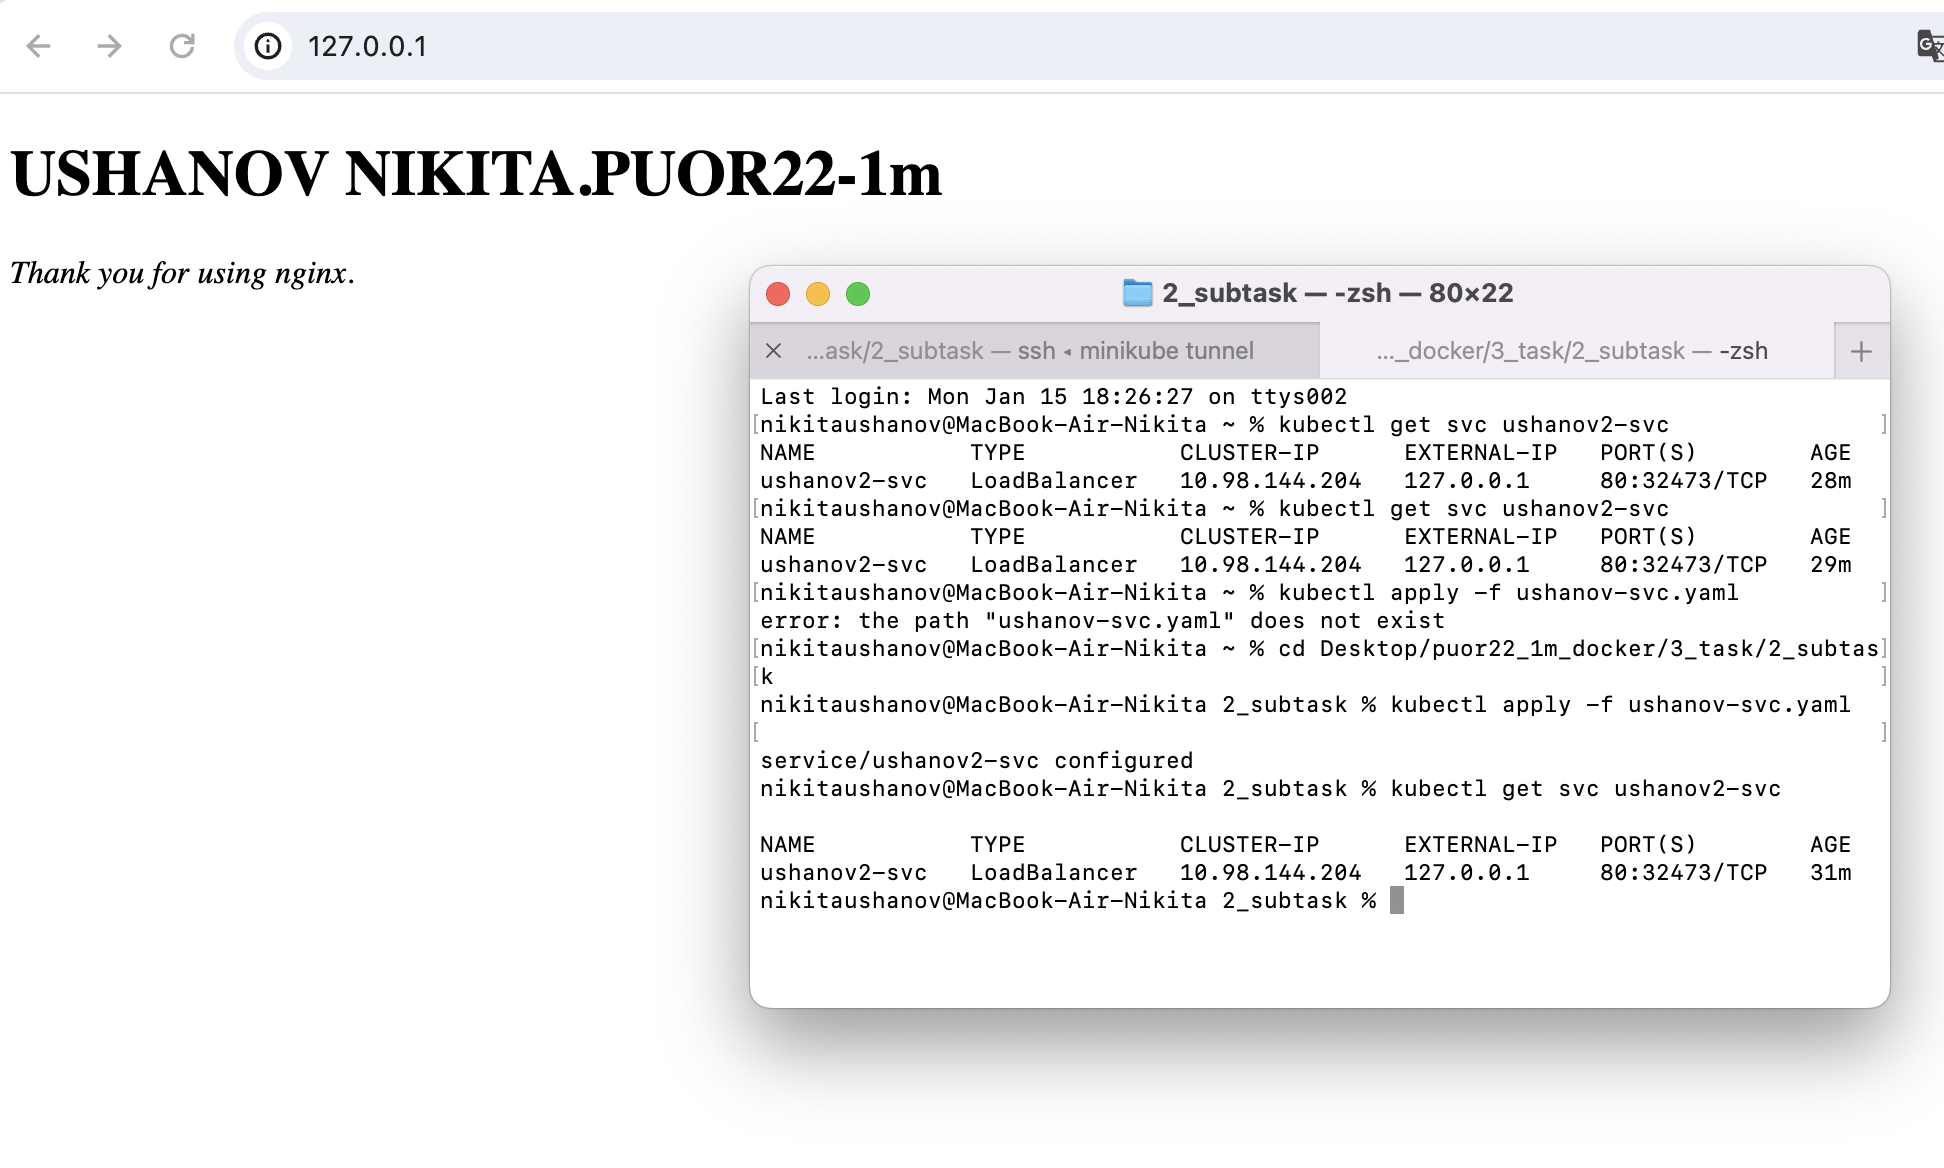 127.0.0.1
USHANOV NIKITA.PUOR22-1m
Thank you for using nginx.
2_subtask — -zsh — 80×22
...ask/2_subtask — ssh ◂ minikube tunnel
..._docker/3_task/2_subtask — -zsh
Last login: Mon Jan 15 18:26:27 on ttys002
[nikitaushanov@MacBook-Air-Nikita ~ % kubectl get svc ushanov2-svc ]
NAME TYPE CLUSTER-IP EXTERNAL-IP PORT(S) AGE
ushanov2-svc LoadBalancer 10.98.144.204 127.0.0.1 80:32473/TCP 28m
[nikitaushanov@MacBook-Air-Nikita ~ % kubectl get svc ushanov2-svc ]
NAME TYPE CLUSTER-IP EXTERNAL-IP PORT(S) AGE
ushanov2-svc LoadBalancer 10.98.144.204 127.0.0.1 80:32473/TCP 29m
[nikitaushanov@MacBook-Air-Nikita ~ % kubectl apply -f ushanov-svc.yaml ]
error: the path "ushanov-svc.yaml" does not exist
[nikitaushanov@MacBook-Air-Nikita ~ % cd Desktop/puor22_1m_docker/3_task/2_subtas]
[k ]
nikitaushanov@MacBook-Air-Nikita 2_subtask % kubectl apply -f ushanov-svc.yaml
[ ]
service/ushanov2-svc configured
nikitaushanov@MacBook-Air-Nikita 2_subtask % kubectl get svc ushanov2-svc
NAME TYPE CLUSTER-IP EXTERNAL-IP PORT(S) AGE
ushanov2-svc LoadBalancer 10.98.144.204 127.0.0.1 80:32473/TCP 31m
nikitaushanov@MacBook-Air-Nikita 2_subtask %